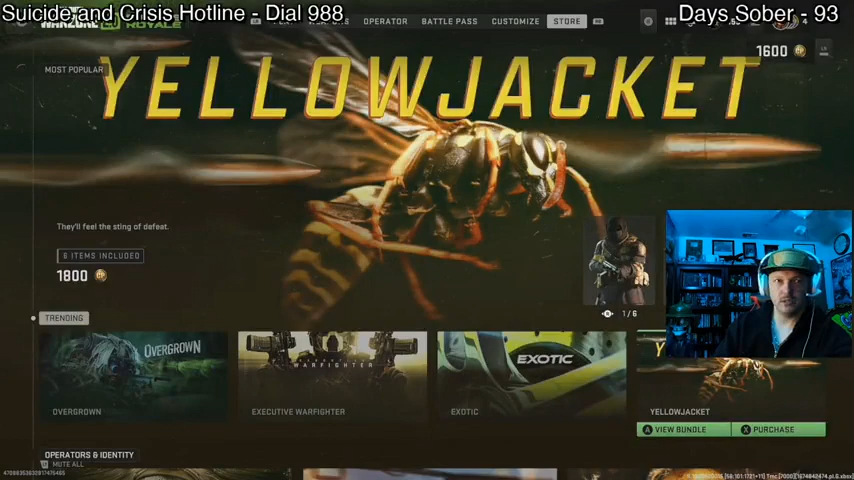 Suicide and Crisis Hotline - Dial 988
Days Sober - 93
ROYALE
OPERATOR
BATTLE PASS
CUSTOMIZE
STORE
1600
MOST POPULAR
YELLOWJACKET
They'll feel the sting of defeat.
6 ITEMS INCLUDED
1800
1/6
TRENDING
OVERGROWN
WARFIGHTER
EXOTIC
OVERGROWN
EXECUTIVE WARFIGHTER
EXOTIC
YELLOWJACKET
A VIEW BUNDLE
X PURCHASE
OPERATORS & IDENTITY
MUTE ALL